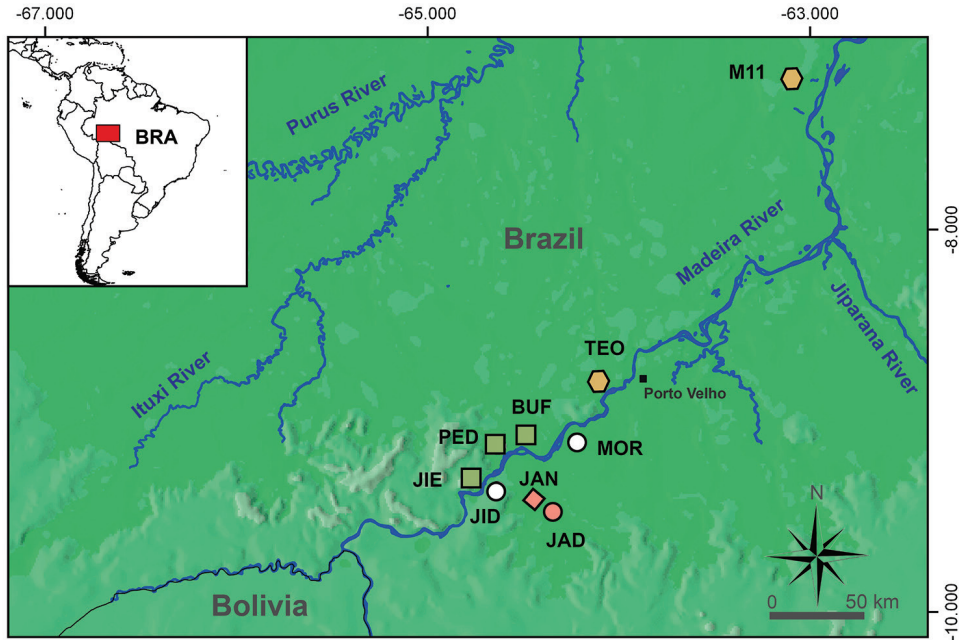 -67.000
-65.000
-63.000
M11
Purus River
BRA
Brazil
Madeira River
-8.000
Jiparana River
Ituxi River
TEO
Porto Velho
BUF
PED
MOR
JIE
JAN
JID
JAD
N
Bolivia
0 50 km
-10.000